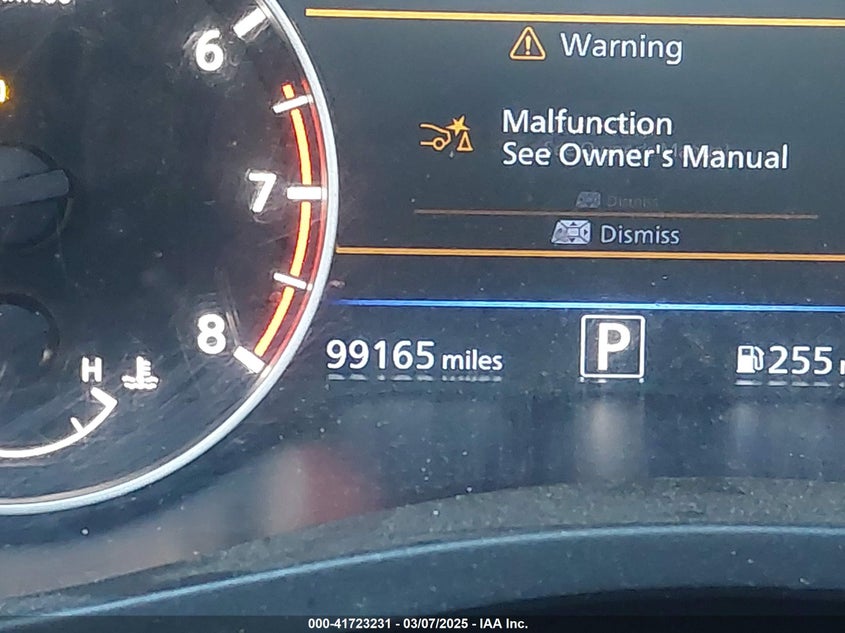 6
Warning
Malfunction
See Owner's Manual
Dismiss
Dismiss
7
8
99165 miles
P
255
H
000-41723231 - 03/07/2025 - IAA Inc.